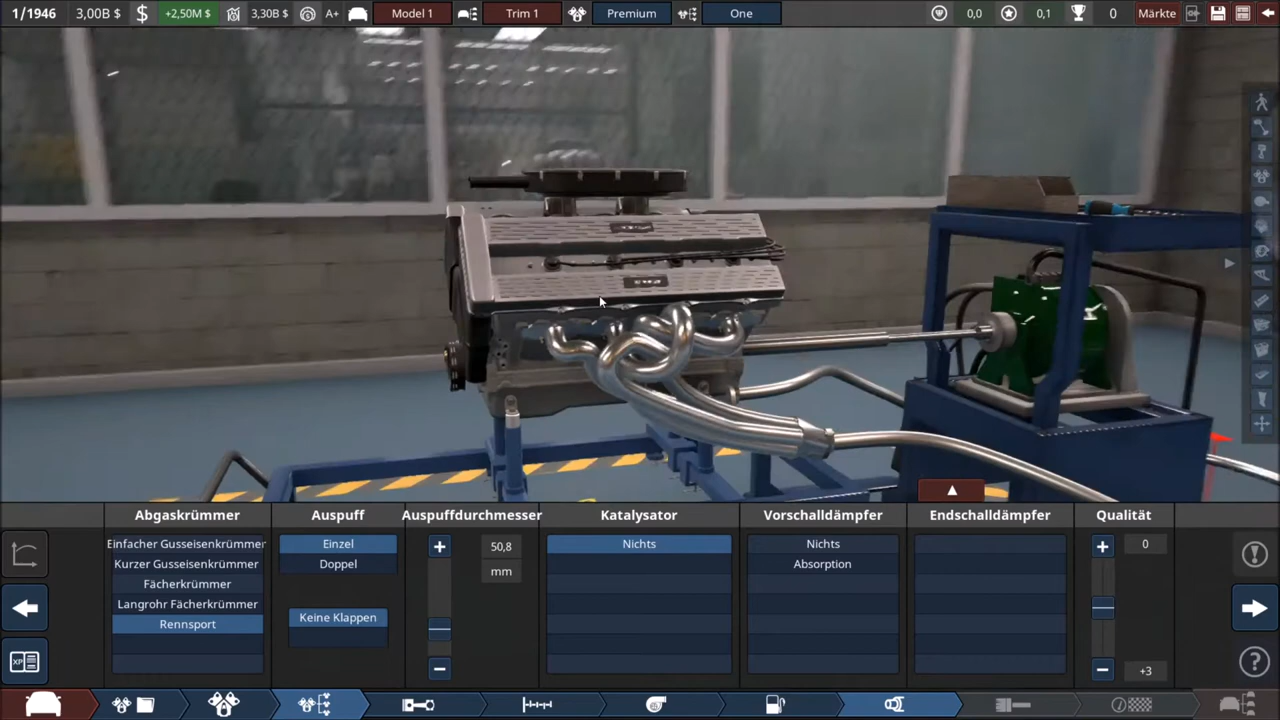 1/1946 3,00B $ $ +2,50M $ 3,30B $ A+ Model 1 Trim 1 Premium One 0,0 0,1 0 Märkte
Abgaskrümmer Auspuff Auspuffdurchmesser Katalysator Vorschalldämpfer Endschalldämpfer Qualität
Einfacher Gusseisenkrümmer Einzel + 50,8 Nichts Nichts + 0
Kurzer Gusseisenkrümmer Doppel mm Absorption
Fächerkrümmer
Langrohr Fächerkrümmer Keine Klappen
Rennsport
XP +3